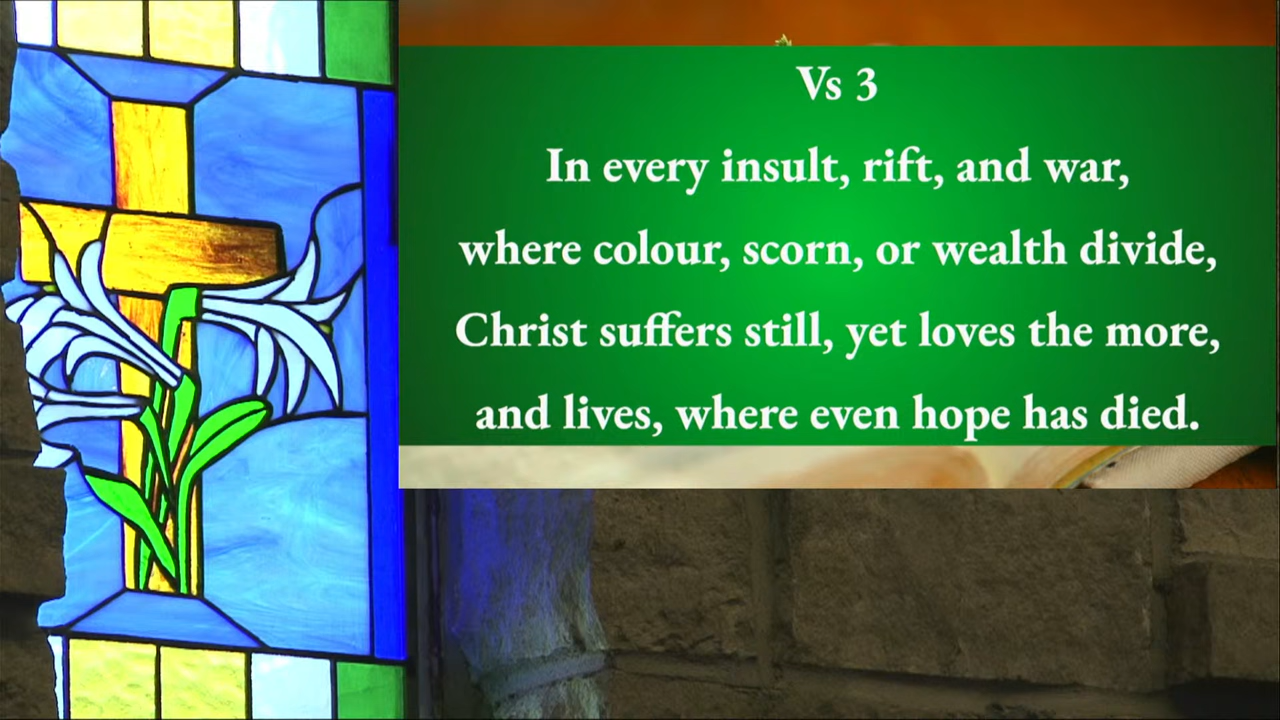 Vs 3
In every insult, rift, and war,
where colour, scorn, or wealth divide,
Christ suffers still, yet loves the more,
and lives, where even hope has died.